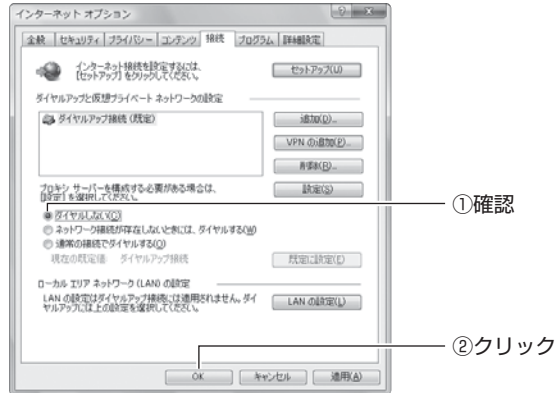 インターネット オプション
全般 セキュリティ プライバシー コンテンツ 接続 プログラム 詳細設定
インターネット接続を設定するには、
[セットアップ] をクリックしてください。
セットアップ(U)
ダイヤルアップと仮想プライベート ネットワークの設定
ダイヤルアップ接続 (既定)
追加(D)...
VPN の追加(P)...
削除(R)...
プロキシ サーバーを構成する必要がある場合は、
[設定] を選択してください。
設定(S)
ダイヤルしない(C)
ネットワーク接続が存在しないときには、ダイヤルする(W)
通常の接続でダイヤルする(O)
現在の既定値: ダイヤルアップ接続
既定に設定(E)
ローカル エリア ネットワーク (LAN) の設定
LAN の設定はダイヤルアップ接続には適用されません。ダイ
ヤルアップには上の設定を選択してください。
LAN の設定(L)
OK キャンセル 適用(A)
①確認
②クリック